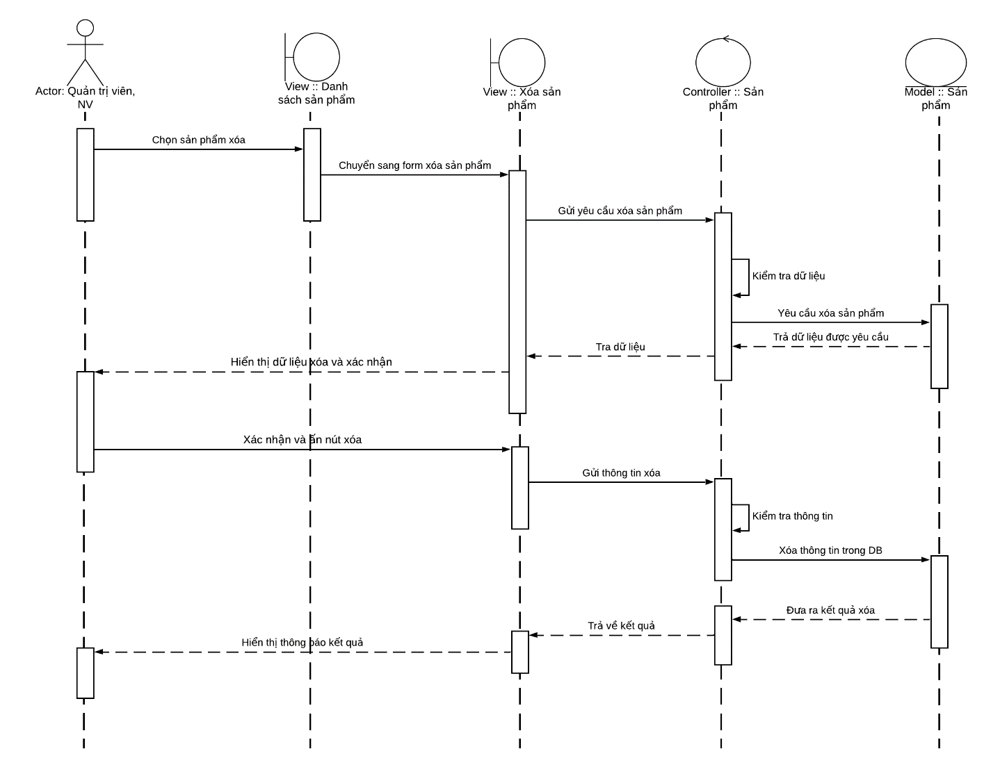 Actor: Quản trị viên,
NV
View :: Danh
sách sản phẩm
View :: Xóa sản
phẩm
Controller :: Sản
phẩm
Model :: Sản
phẩm
Chọn sản phẩm xóa
Chuyển sang form xóa sản phẩm
Gửi yêu cầu xóa sản phẩm
Kiểm tra dữ liệu
Yêu cầu xóa sản phẩm
Trả dữ liệu được yêu cầu
Tra dữ liệu
Hiển thị dữ liệu xóa và xác nhận
Xác nhận và ấn nút xóa
Gửi thông tin xóa
Kiểm tra thông tin
Xóa thông tin trong DB
Đưa ra kết quả xóa
Trả về kết quả
Hiển thị thông báo kết quả